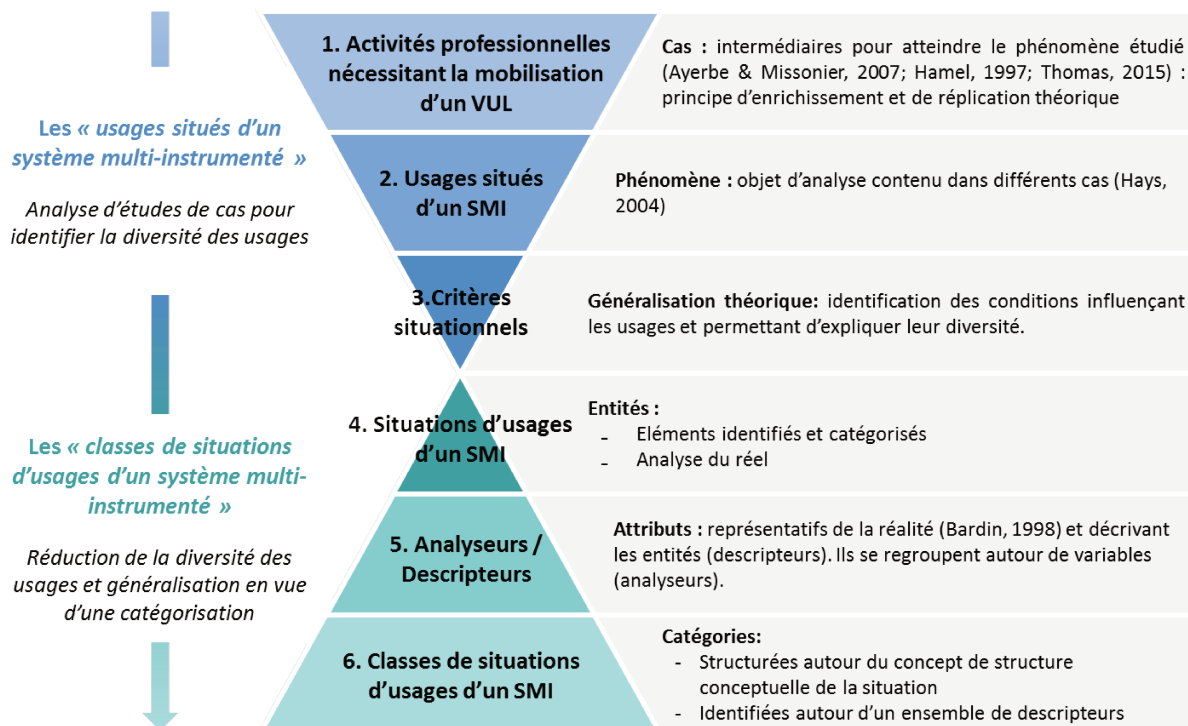 Les « usages situés d'un
système multi-instrumenté »
Analyse d'études de cas pour
identifier la diversité des usages
Les « classes de situations
d'usages d'un système multi-
instrumenté »
Réduction de la diversité des
usages et généralisation en vue
d'une catégorisation
1. Activités professionnelles
nécessitant la mobilisation
d'un VUL
Cas : intermédiaires pour atteindre le phénomène étudié
(Ayerbe & Missonier, 2007; Hamel, 1997; Thomas, 2015) :
principe d'enrichissement et de réplication théorique
2. Usages situés
d'un SMI
Phénomène : objet d'analyse contenu dans différents cas (Hays,
2004)
3.Critères
situationnels
Généralisation théorique: identification des conditions influençant
les usages et permettant d'expliquer leur diversité.
4. Situations d'usages
d'un SMI
Entités :
- Eléments identifiés et catégorisés
- Analyse du réel
5. Analyseurs /
Descripteurs
Attributs : représentatifs de la réalité (Bardin, 1998) et décrivant
les entités (descripteurs). Ils se regroupent autour de variables
(analyseurs).
6. Classes de situations
d'usages d'un SMI
Catégories:
- Structurées autour du concept de structure
conceptuelle de la situation
- Identifiées autour d'un ensemble de descripteurs